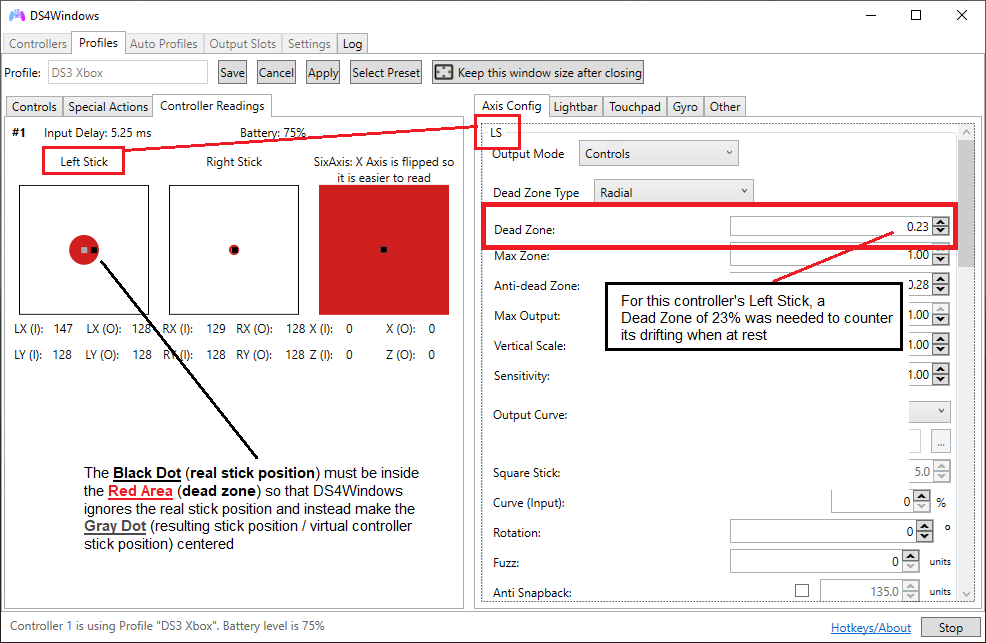 DS4Windows
Controllers Profiles Auto Profiles Output Slots Settings Log
Profile: DS3 Xbox Save Cancel Apply Select Preset Keep this window size after closing
Controls Special Actions Controller Readings
#1 Input Delay: 5.25 ms Battery: 75%
Left Stick Right Stick SixAxis: X Axis is flipped so
it is easier to read
LX (I): 147 LX (O): 128 RX (I): 129 RX (O): 128 X (I): 0 X (O): 0
LY (I): 128 LY (O): 128 RY (I): 128 RY (O): 128 Z (I): 0 Z (O): 0
The Black Dot (real stick position) must be inside
the Red Area (dead zone) so that DS4Windows
ignores the real stick position and instead make the
Gray Dot (resulting stick position / virtual controller
stick position) centered
Axis Config Lightbar Touchpad Gyro Other
LS
Output Mode Controls
Dead Zone Type Radial
Dead Zone: 0.23
Max Zone: 1.00
Anti-dead Zone: 0.28
For this controller's Left Stick, a
Dead Zone of 23% was needed to counter
its drifting when at rest
Max Output: 1.00
Vertical Scale: 1.00
Sensitivity: 1.00
Output Curve:
...
Square Stick: 5.0
Curve (Input): 0 %
Rotation: 0 °
Fuzz: 0 units
Anti Snapback: 135.0 units
Controller 1 is using Profile "DS3 Xbox". Battery level is 75% Hotkeys/About Stop